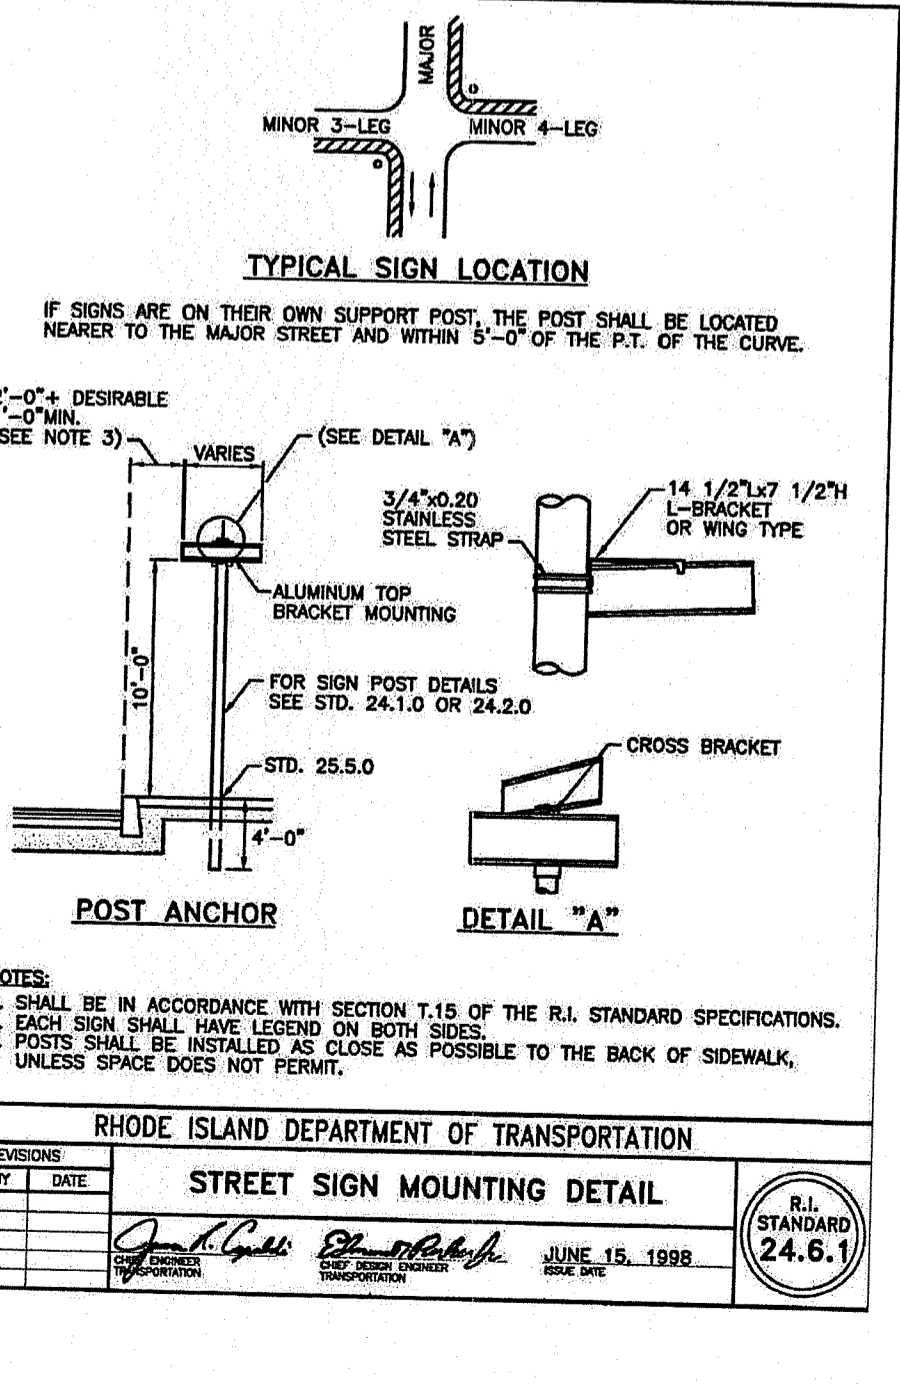 MAJOR
MINOR 3-LEG
MINOR 4-LEG
TYPICAL SIGN LOCATION
IF SIGNS ARE ON THEIR OWN SUPPORT POST, THE POST SHALL BE LOCATED
NEARER TO THE MAJOR STREET AND WITHIN 5'-0" OF THE P.T. OF THE CURVE.
'-0"+ DESIRABLE
'-0"MIN.
SEE NOTE 3)
VARIES
(SEE DETAIL "A")
3/4"x0.20
STAINLESS
STEEL STRAP
14 1/2"Lx7 1/2"H
L-BRACKET
OR WING TYPE
ALUMINUM TOP
BRACKET MOUNTING
10'-0"
FOR SIGN POST DETAILS
SEE STD. 24.1.0 OR 24.2.0
STD. 25.5.0
4'-0"
CROSS BRACKET
POST ANCHOR
DETAIL "A"
OTES:
. SHALL BE IN ACCORDANCE WITH SECTION T.15 OF THE R.I. STANDARD SPECIFICATIONS.
. EACH SIGN SHALL HAVE LEGEND ON BOTH SIDES.
. POSTS SHALL BE INSTALLED AS CLOSE AS POSSIBLE TO THE BACK OF SIDEWALK,
UNLESS SPACE DOES NOT PERMIT.
RHODE ISLAND DEPARTMENT OF TRANSPORTATION
EVISIONS
Y DATE
STREET SIGN MOUNTING DETAIL
CHIEF ENGINEER
TRANSPORTATION
CHIEF DESIGN ENGINEER
TRANSPORTATION
JUNE 15, 1998
ISSUE DATE
R.I.
STANDARD
24.6.1